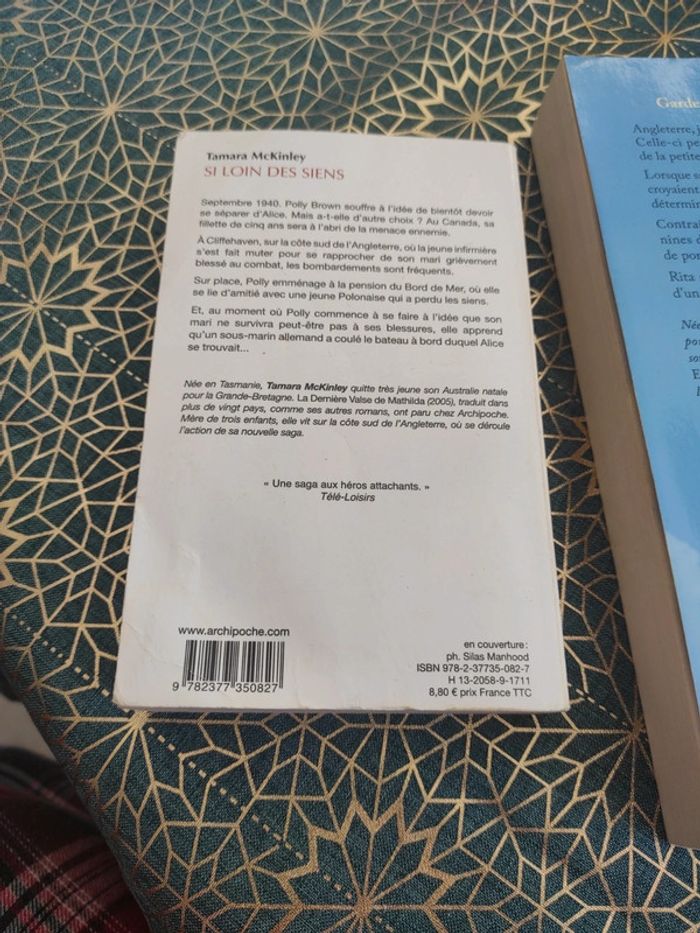 Tamara McKinley
SI LOIN DES SIENS
Septembre 1940. Polly Brown souffre à l'idée de bientôt devoir
se séparer d'Alice. Mais a-t-elle d'autre choix ? Au Canada, sa
fillette de cinq ans sera à l'abri de la menace ennemie.
À Cliffehaven, sur la côte sud de l'Angleterre, où la jeune infirmière
s'est fait muter pour se rapprocher de son mari grièvement
blessé au combat, les bombardements sont fréquents.
Sur place, Polly emménage à la pension du Bord de Mer, où elle
se lie d'amitié avec une jeune Polonaise qui a perdu les siens.
Et, au moment où Polly commence à se faire à l'idée que son
mari ne survivra peut-être pas à ses blessures, elle apprend
qu'un sous-marin allemand a coulé le bateau à bord duquel Alice
se trouvait...
Née en Tasmanie, Tamara McKinley quitte très jeune son Australie natale
pour la Grande-Bretagne. La Dernière Valse de Mathilda (2005), traduit dans
plus de vingt pays, comme ses autres romans, ont paru chez Archipoche.
Mère de trois enfants, elle vit sur la côte sud de l'Angleterre, où se déroule
l'action de sa nouvelle saga.
« Une saga aux héros attachants. »
Télé-Loisirs
www.archipoche.com
9 782377 350827
en couverture :
ph. Silas Manhood
ISBN 978-2-37735-082-7
H 13-2058-9-1711
8,80 € prix France TTC
Angleterre, j
Celle-ci pe
de la petite
Lorsque s
croyaient
détermin
Contrai
nines
de por
Rita
d'un
Née
pou
son
E